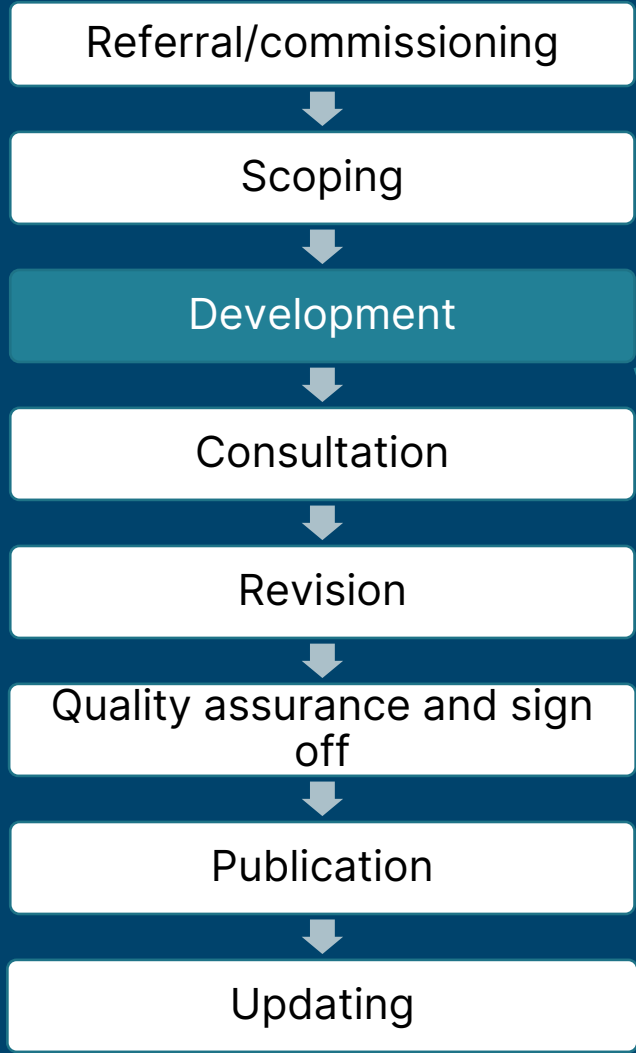 Referral/commissioning
Scoping
Development
Consultation
Revision
Quality assurance and sign
off
Publication
Updating